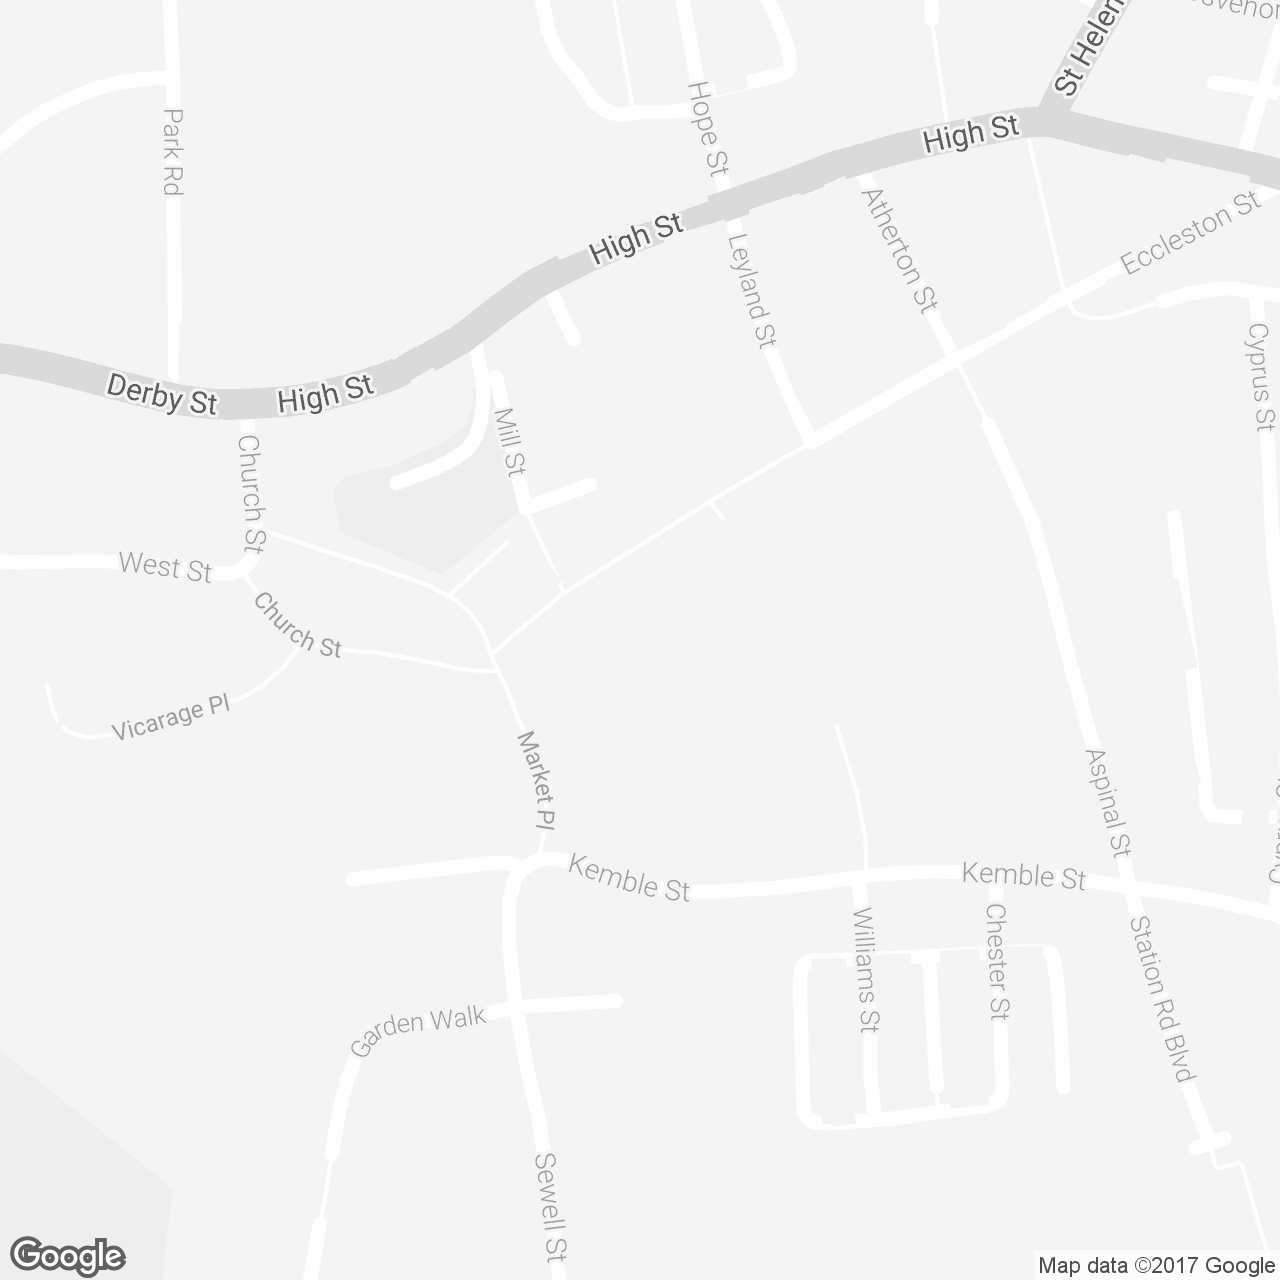 St Helen
High St
Hope St
Park Rd
High St
Atherton St
Eccleston St
Leyland St
Derby St
High St
Cyprus St
Church St
Mill St
West St
Church St
Vicarage Pl
Market Pl
Aspinal St
Kemble St
Kemble St
Williams St
Chester St
Station Rd Blvd
Garden Walk
Sewell St
Google
Map data ©2017 Google